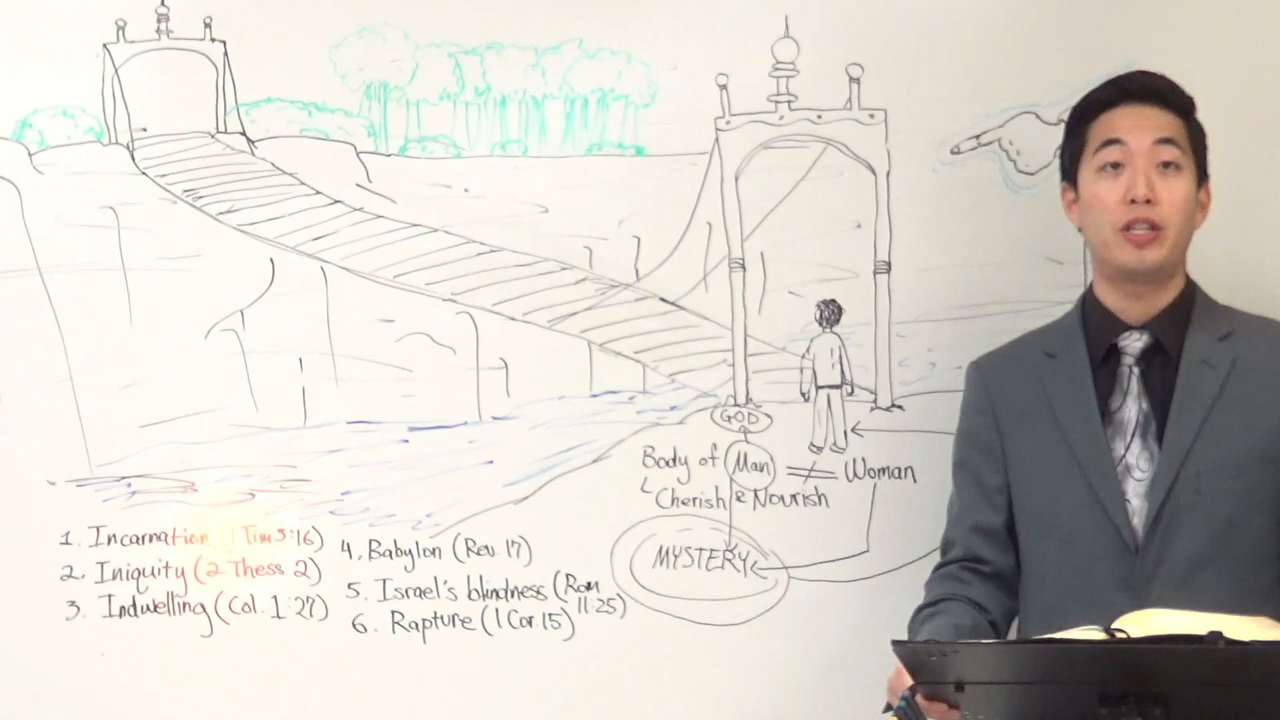 GOD
Body of Man ≠ Woman
Cherish & Nourish
MYSTERY
1. Incarnation (1 Tim 3:16)
2. Iniquity (2 Thess. 2)
3. Indwelling (Col. 1:27)
4. Babylon (Rev. 17)
5. Israel's blindness (Rom
11:25)
6. Rapture (1 Cor. 15)